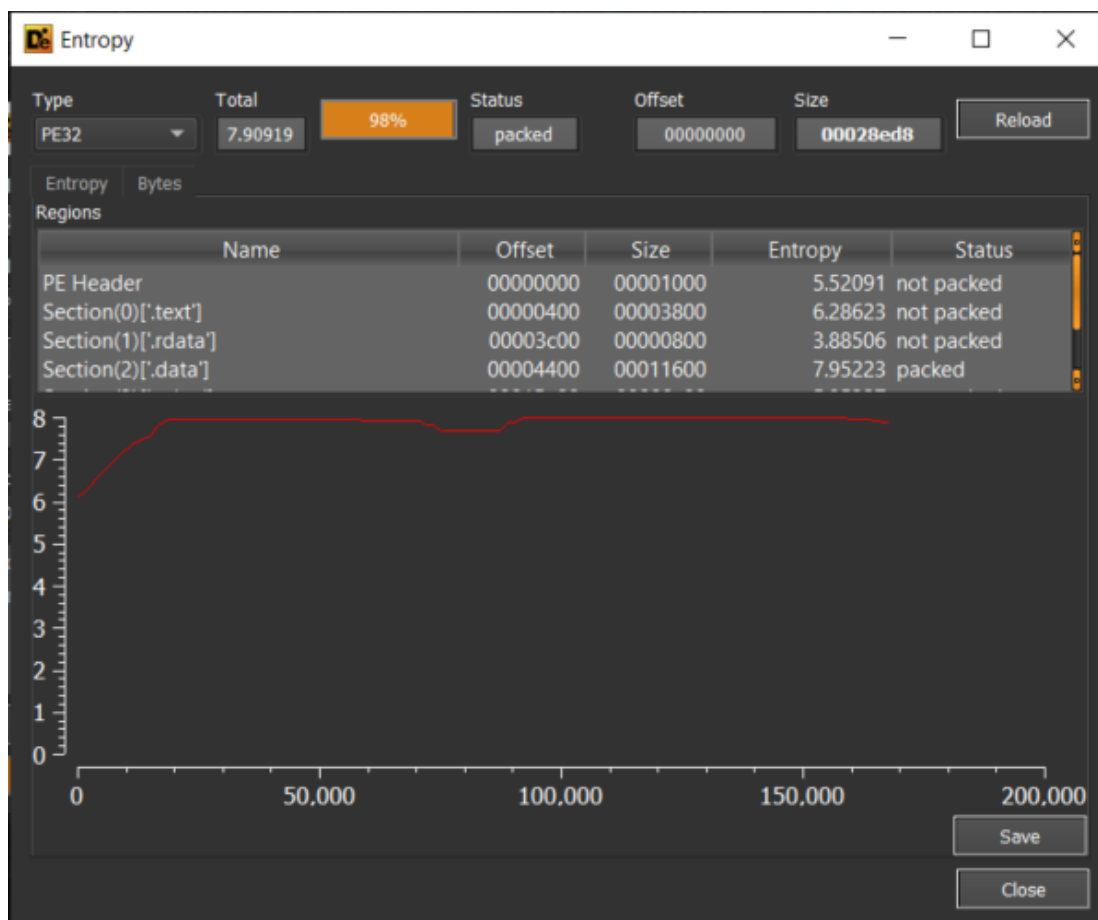 Entropy
Type Total Status Offset Size
PE32 7.90919 98% packed 00000000 00028ed8 Reload
Entropy Bytes
Regions
Name Offset Size Entropy Status
PE Header 00000000 00001000 5.52091 not packed
Section(0)['.text'] 00000400 00003800 6.28623 not packed
Section(1)['.rdata'] 00003c00 00000800 3.88506 not packed
Section(2)['.data'] 00004400 00011600 7.95223 packed
8
7
6
5
4
3
2
1
0
0 50,000 100,000 150,000 200,000
Save
Close